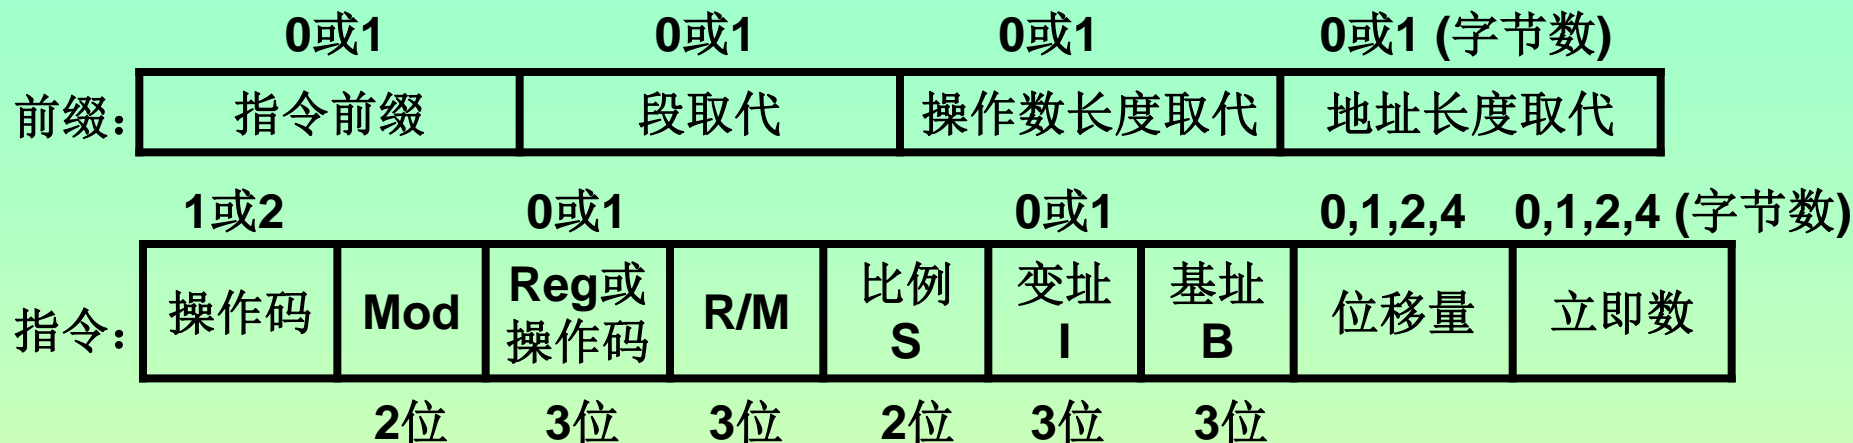 0或1 0或1 0或1 0或1 (字节数)
前缀： 指令前缀 段取代 操作数长度取代 地址长度取代
1或2 0或1 0或1 0,1,2,4 0,1,2,4 (字节数)
指令： 操作码 Mod Reg或操作码 R/M 比例S 变址I 基址B 位移量 立即数
2位 3位 3位 2位 3位 3位